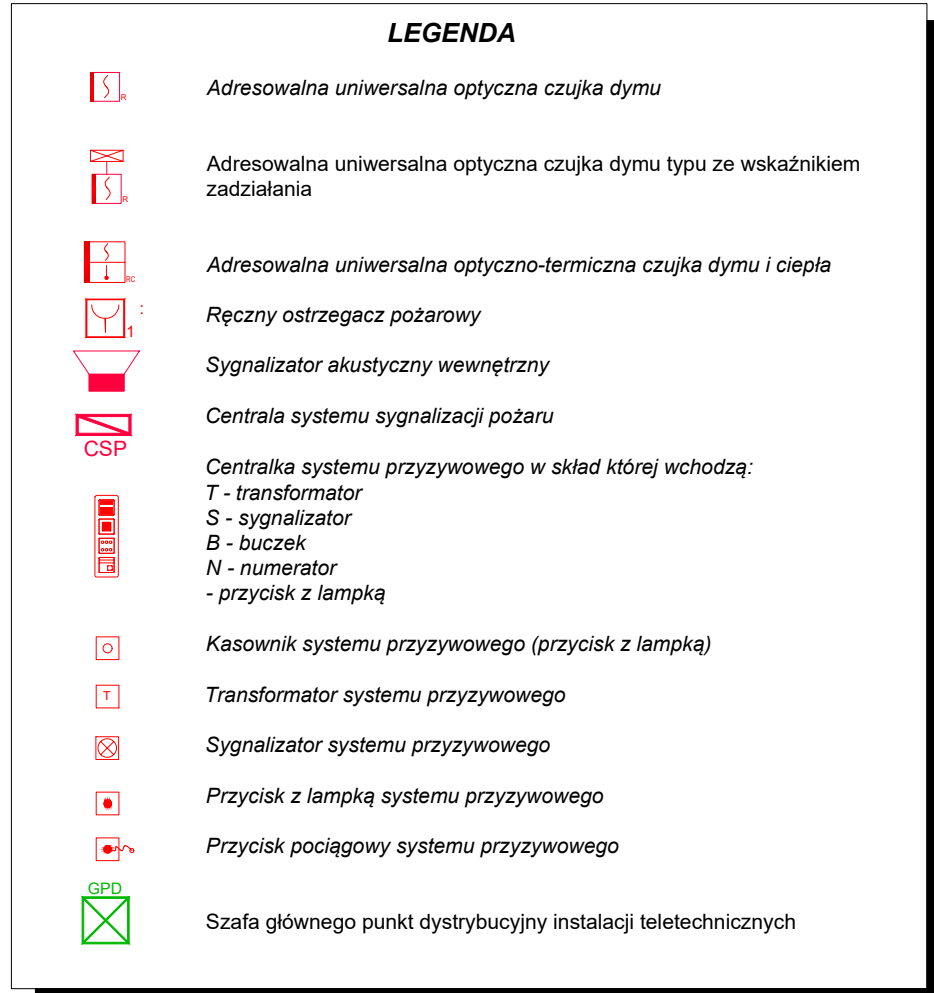 LEGENDA
R
Adresowalna uniwersalna optyczna czujka dymu
Adresowalna uniwersalna optyczna czujka dymu typu ze wskaźnikiem
zadziałania
R
Adresowalna uniwersalna optyczno-termiczna czujka dymu i ciepła
RC
Ręczny ostrzegacz pożarowy
:
1
Sygnalizator akustyczny wewnętrzny
Centrala systemu sygnalizacji pożaru
CSP
Centralka systemu przyzywowego w skład której wchodzą:
T - transformator
S - sygnalizator
B - buczek
N - numerator
- przycisk z lampką
Kasownik systemu przyzywowego (przycisk z lampką)
T
Transformator systemu przyzywowego
Sygnalizator systemu przyzywowego
Przycisk z lampką systemu przyzywowego
Przycisk pociągowy systemu przyzywowego
GPD
Szafa głównego punkt dystrybucyjny instalacji teletechnicznych